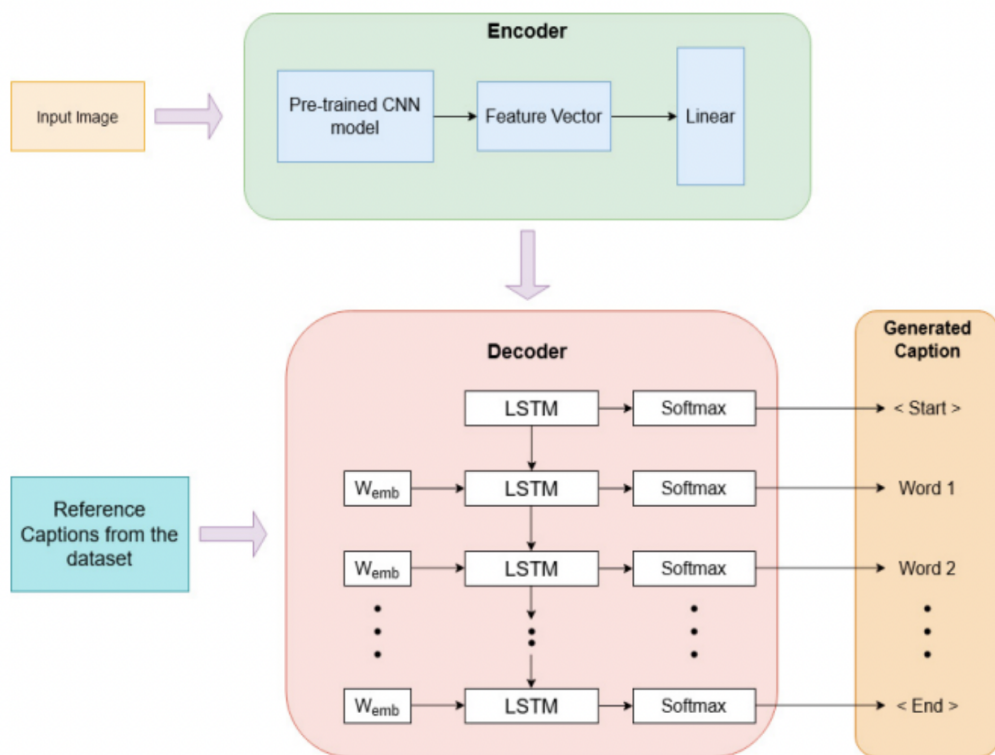 Encoder
Input Image
Pre-trained CNN
model
Feature Vector
Linear
Decoder
Generated
Caption
LSTM
Softmax
< Start >
Reference
Captions from the
dataset
Wemb
LSTM
Softmax
Word 1
Wemb
LSTM
Softmax
Word 2
Wemb
LSTM
Softmax
< End >